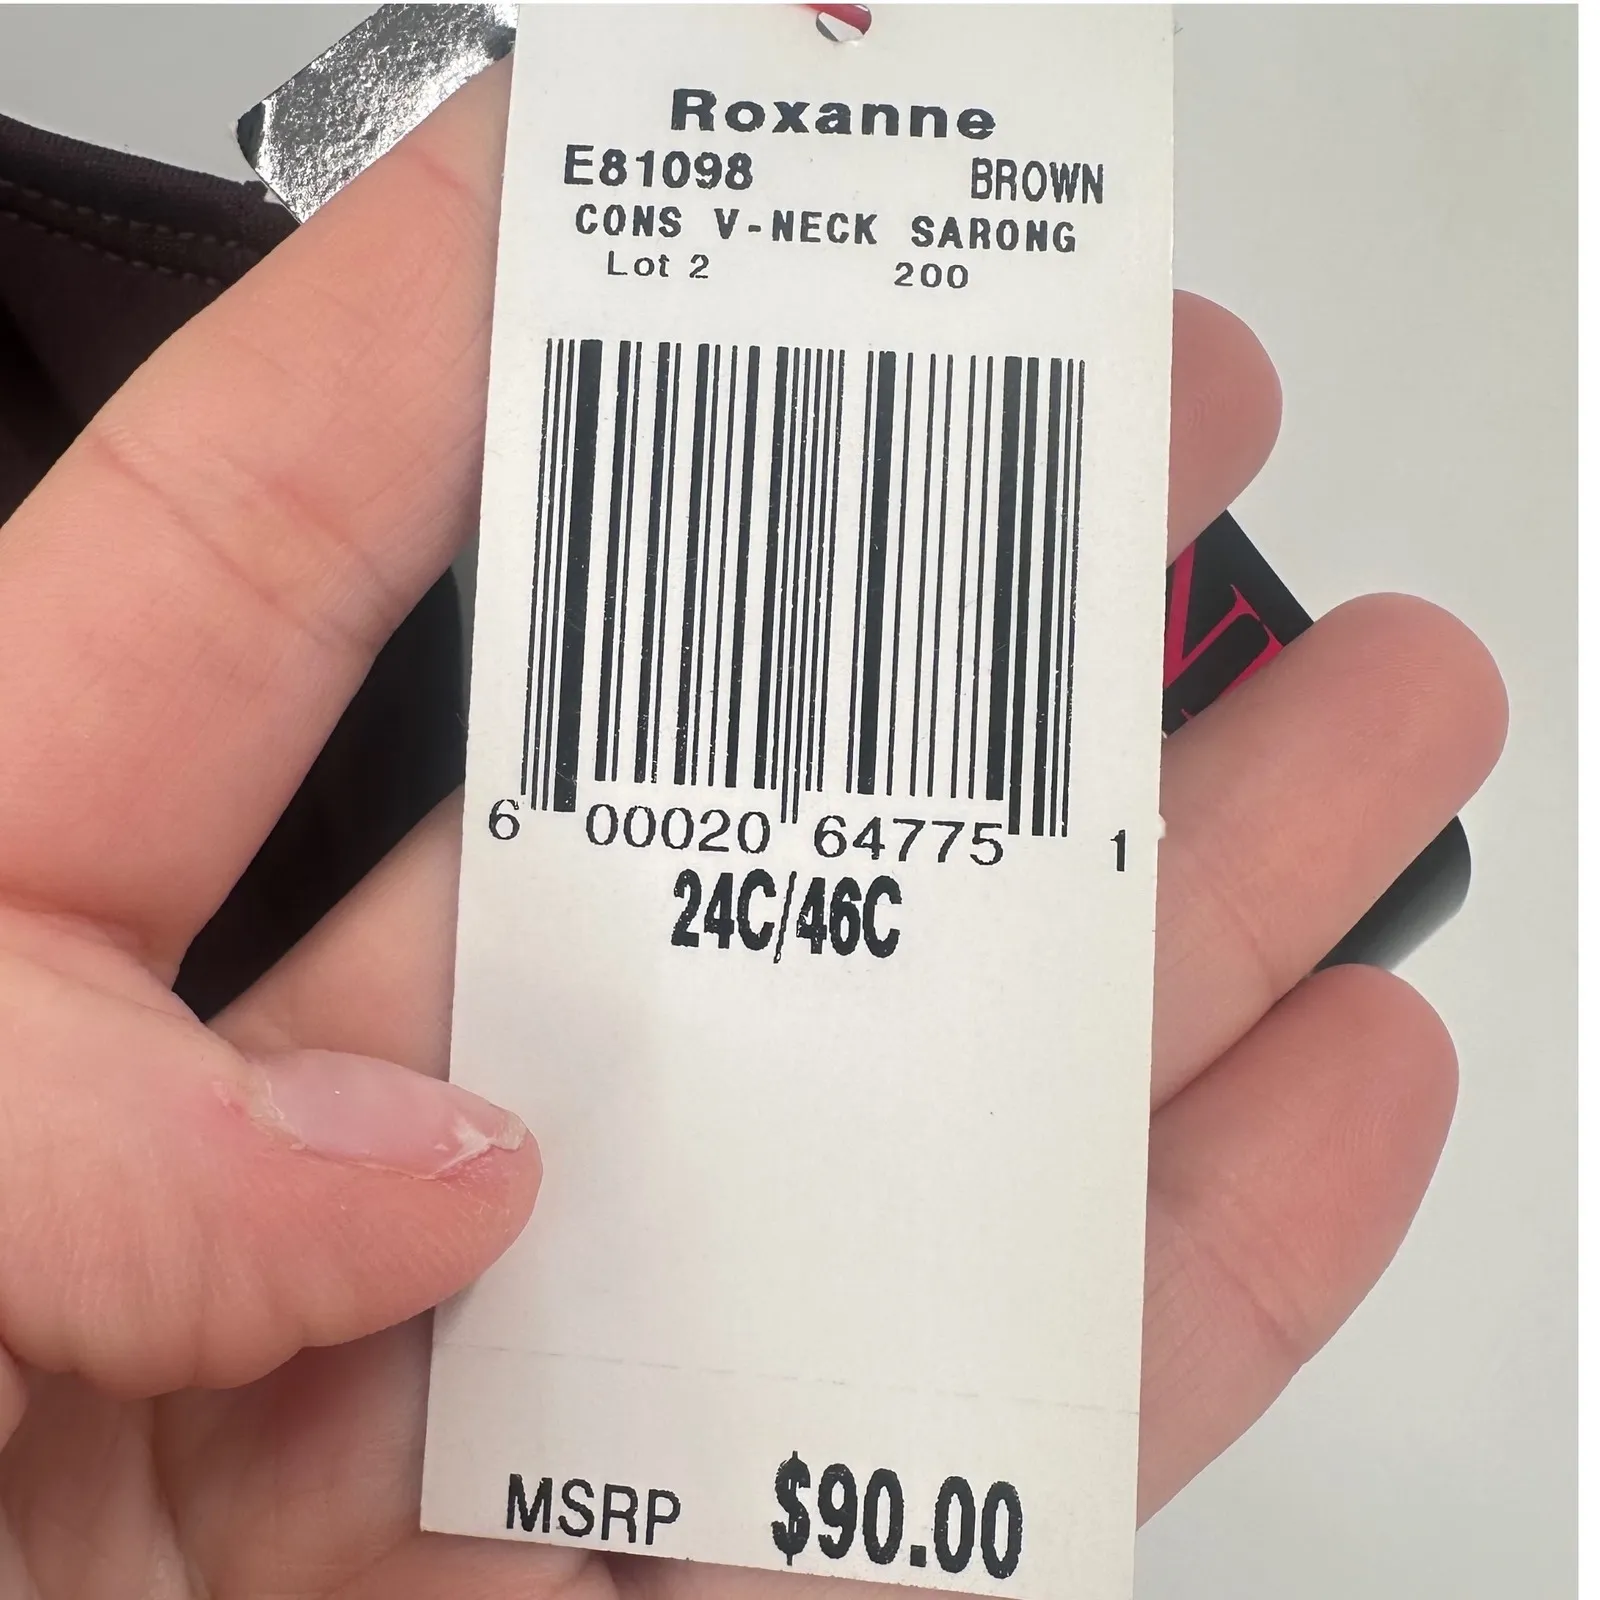 Roxanne
E81098 BROWN
CONS V-NECK SARONG
Lot 2 200
6 00020 64775 1
24C/46C
MSRP $90.00